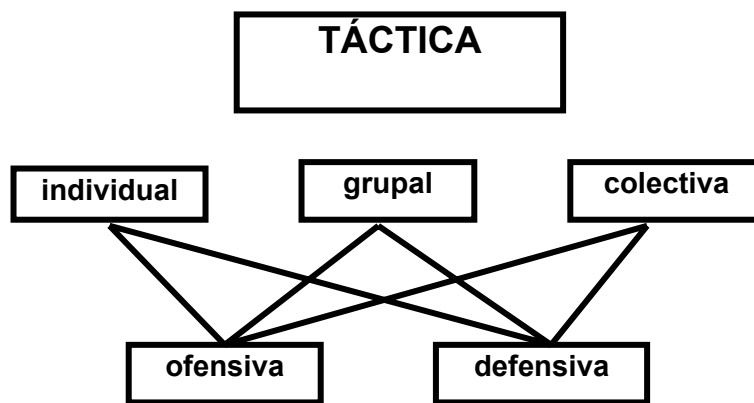 TÁCTICA
individual
grupal
colectiva
ofensiva
defensiva